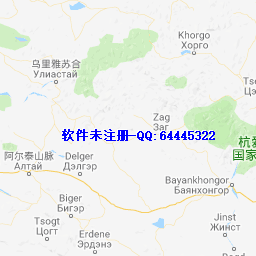 Khorgo
Хорго
乌里雅苏台
Улиастай
Tse
Цэ
Zag
Заг
软件未注册-QQ:64445322
杭爱
国家
阿尔泰山脉
Алтай
Delger
Дэлгэр
Bayankhongor
Баянхонгор
Biger
Бигэр
Tsogt
Цогт
Jinst
Жинст
Erdene
Эрдэнэ
Bogd